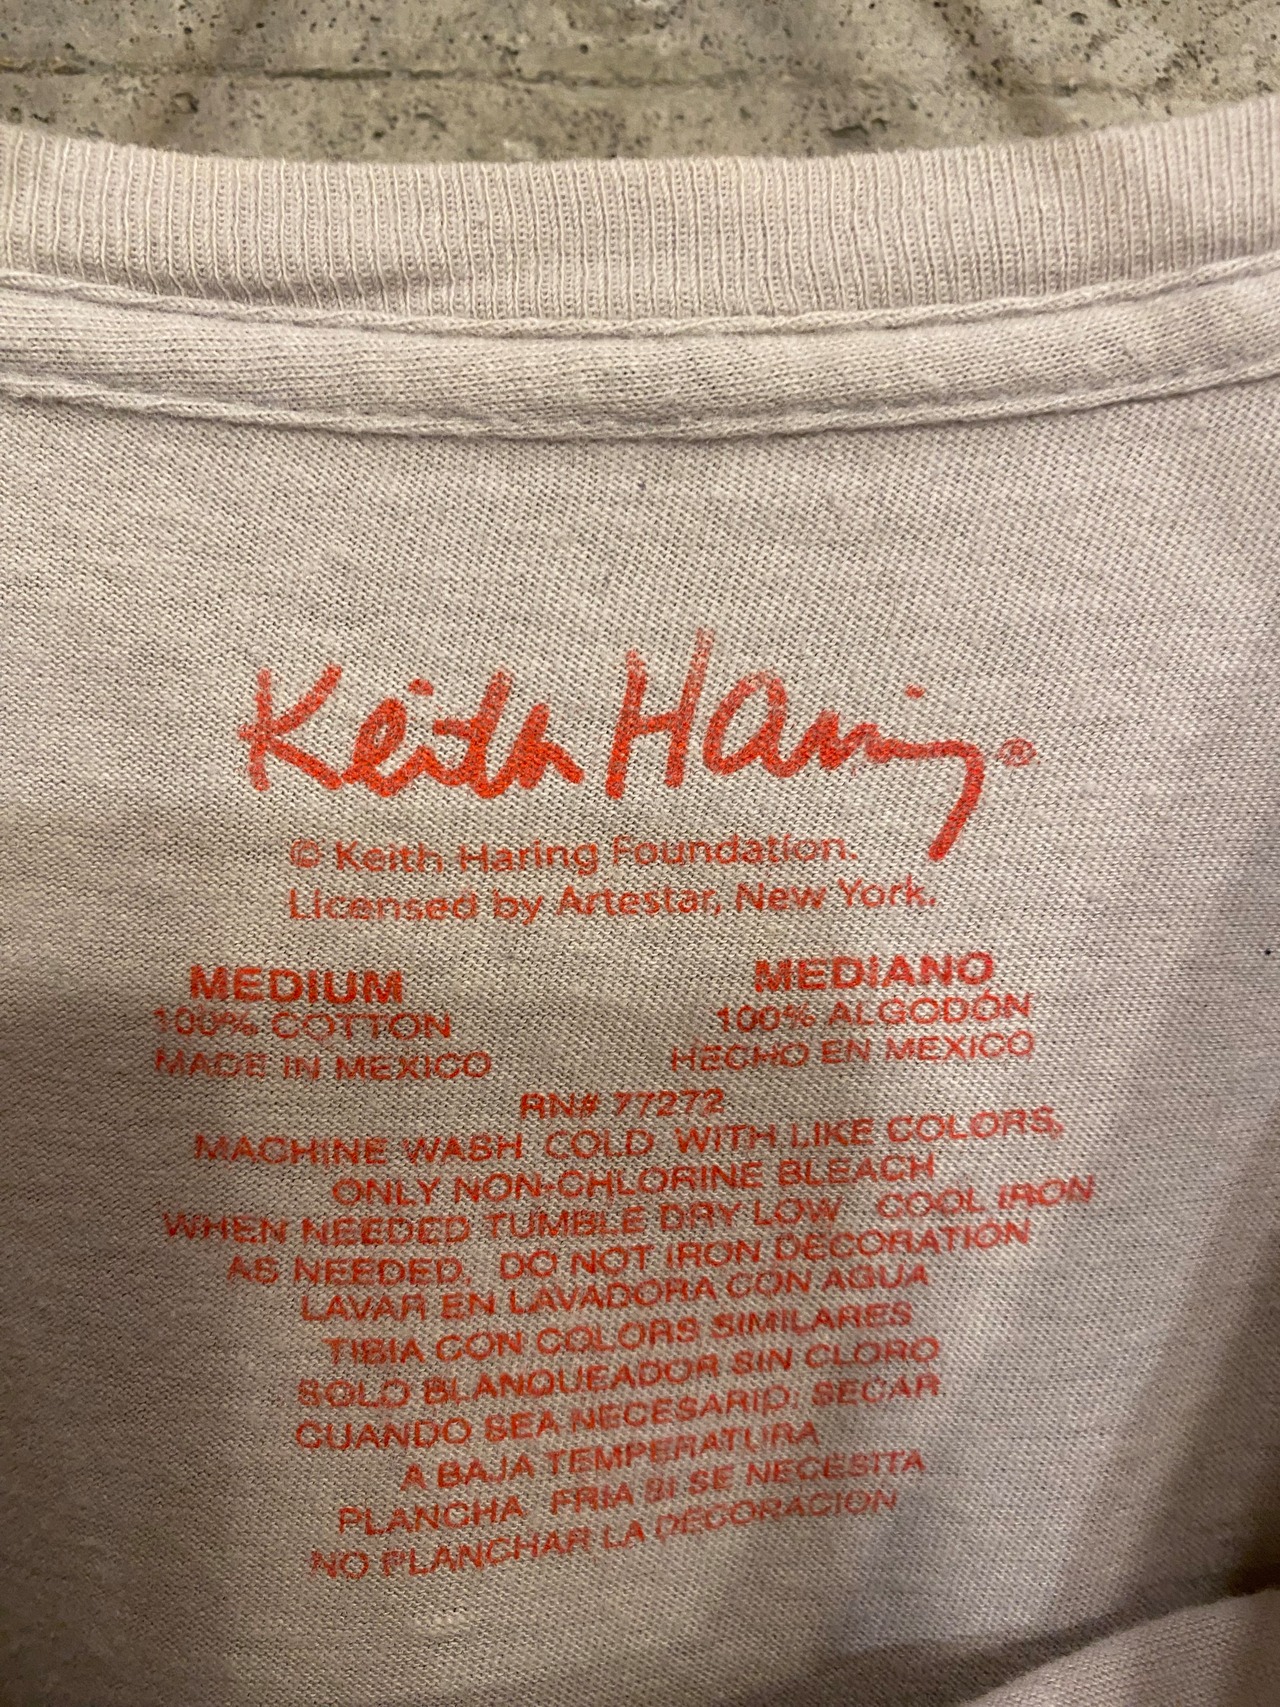 Keith Haring®
© Keith Haring Foundation.
Licensed by Artestar, New York.
MEDIUM
100% COTTON
MADE IN MEXICO
MEDIANO
100% ALGODÓN
HECHO EN MEXICO
RN# 77272
MACHINE WASH COLD WITH LIKE COLORS,
ONLY NON-CHLORINE BLEACH
WHEN NEEDED TUMBLE DRY LOW COOL IRON
AS NEEDED. DO NOT IRON DECORATION
LAVAR EN LAVADORA CON AGUA
TIBIA CON COLORS SIMILARES
SOLO BLANQUEADOR SIN CLORO
CUANDO SEA NECESARIO; SECAR
A BAJA TEMPERATURA
PLANCHA FRIA SI SE NECESITA
NO PLANCHAR LA DECORACION